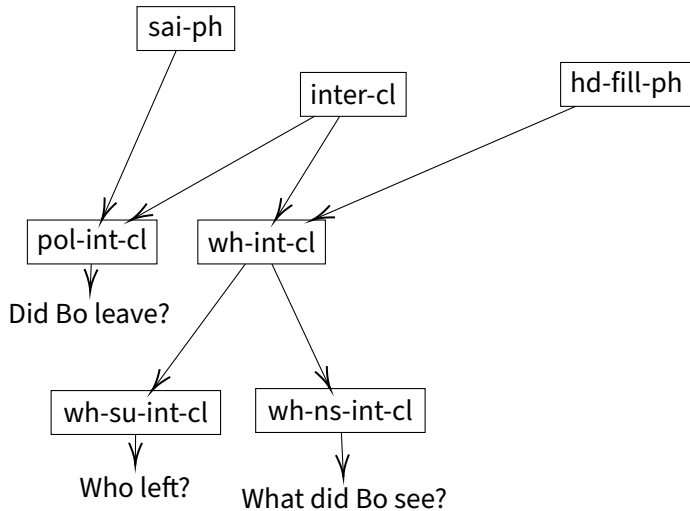 sai-ph
inter-cl
hd-fill-ph
pol-int-cl
wh-int-cl
Did Bo leave?
wh-su-int-cl
wh-ns-int-cl
Who left?
What did Bo see?